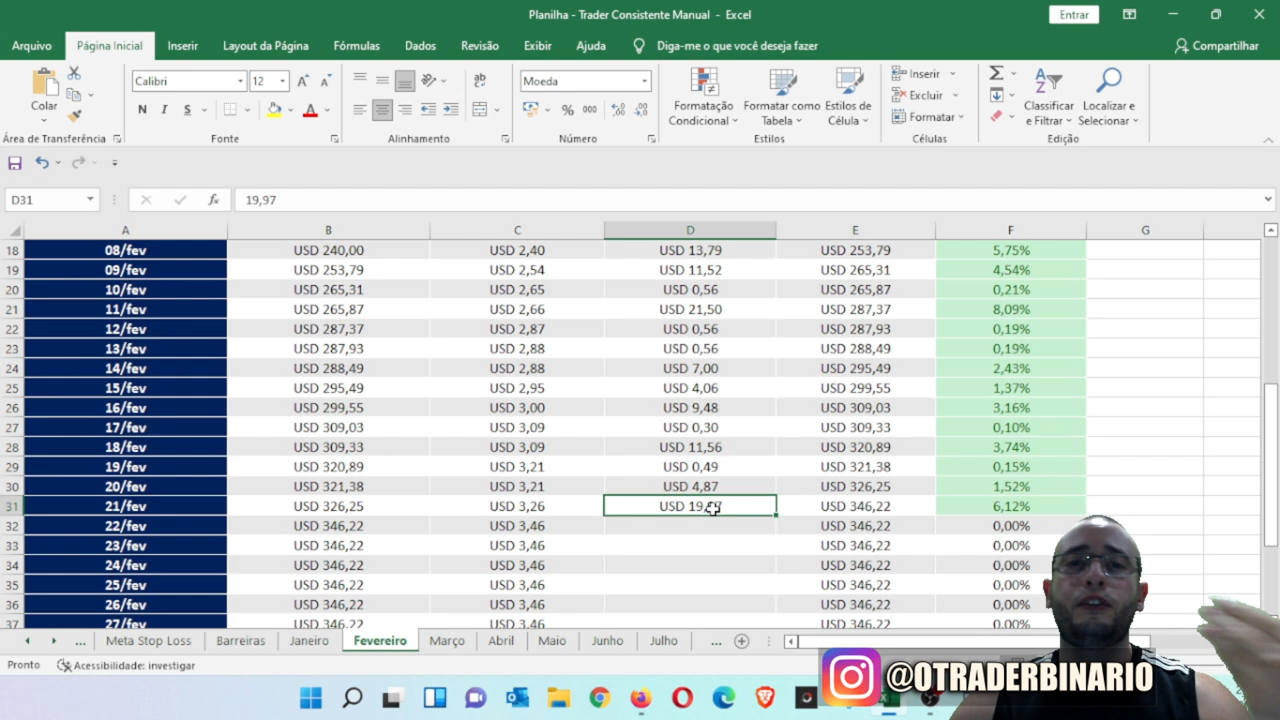 Planilha - Trader Consistente Manual - Excel
Entrar
Arquivo Página Inicial Inserir Layout da Página Fórmulas Dados Revisão Exibir Ajuda Diga-me o que você deseja fazer Compartilhar
Calibri 12 Moeda
Colar
N I S
% 000
Formatação Condicional
Formatar como Tabela
Estilos de Célula
Inserir
Excluir
Formatar
Classificar e Filtrar
Localizar e Selecionar
Área de Transferência Fonte Alinhamento Número Estilos Células Edição
D31 fx 19,97
A B C D E F G
18 08/fev USD 240,00 USD 2,40 USD 13,79 USD 253,79 5,75%
19 09/fev USD 253,79 USD 2,54 USD 11,52 USD 265,31 4,54%
20 10/fev USD 265,31 USD 2,65 USD 0,56 USD 265,87 0,21%
21 11/fev USD 265,87 USD 2,66 USD 21,50 USD 287,37 8,09%
22 12/fev USD 287,37 USD 2,87 USD 0,56 USD 287,93 0,19%
23 13/fev USD 287,93 USD 2,88 USD 0,56 USD 288,49 0,19%
24 14/fev USD 288,49 USD 2,88 USD 7,00 USD 295,49 2,43%
25 15/fev USD 295,49 USD 2,95 USD 4,06 USD 299,55 1,37%
26 16/fev USD 299,55 USD 3,00 USD 9,48 USD 309,03 3,16%
27 17/fev USD 309,03 USD 3,09 USD 0,30 USD 309,33 0,10%
28 18/fev USD 309,33 USD 3,09 USD 11,56 USD 320,89 3,74%
29 19/fev USD 320,89 USD 3,21 USD 0,49 USD 321,38 0,15%
30 20/fev USD 321,38 USD 3,21 USD 4,87 USD 326,25 1,52%
31 21/fev USD 326,25 USD 3,26 USD 19,97 USD 346,22 6,12%
32 22/fev USD 346,22 USD 3,46 USD 346,22 0,00%
33 23/fev USD 346,22 USD 3,46 USD 346,22 0,00%
34 24/fev USD 346,22 USD 3,46 USD 346,22 0,00%
35 25/fev USD 346,22 USD 3,46 USD 346,22 0,00%
36 26/fev USD 346,22 USD 3,46 USD 346,22 0,00%
37 27/fev USD 346,22 USD 3,46 USD 346,22 0,00%
... Meta Stop Loss Barreiras Janeiro Fevereiro Março Abril Maio Junho Julho ...
Pronto Acessibilidade: investigar
@OTRADERBINARIO